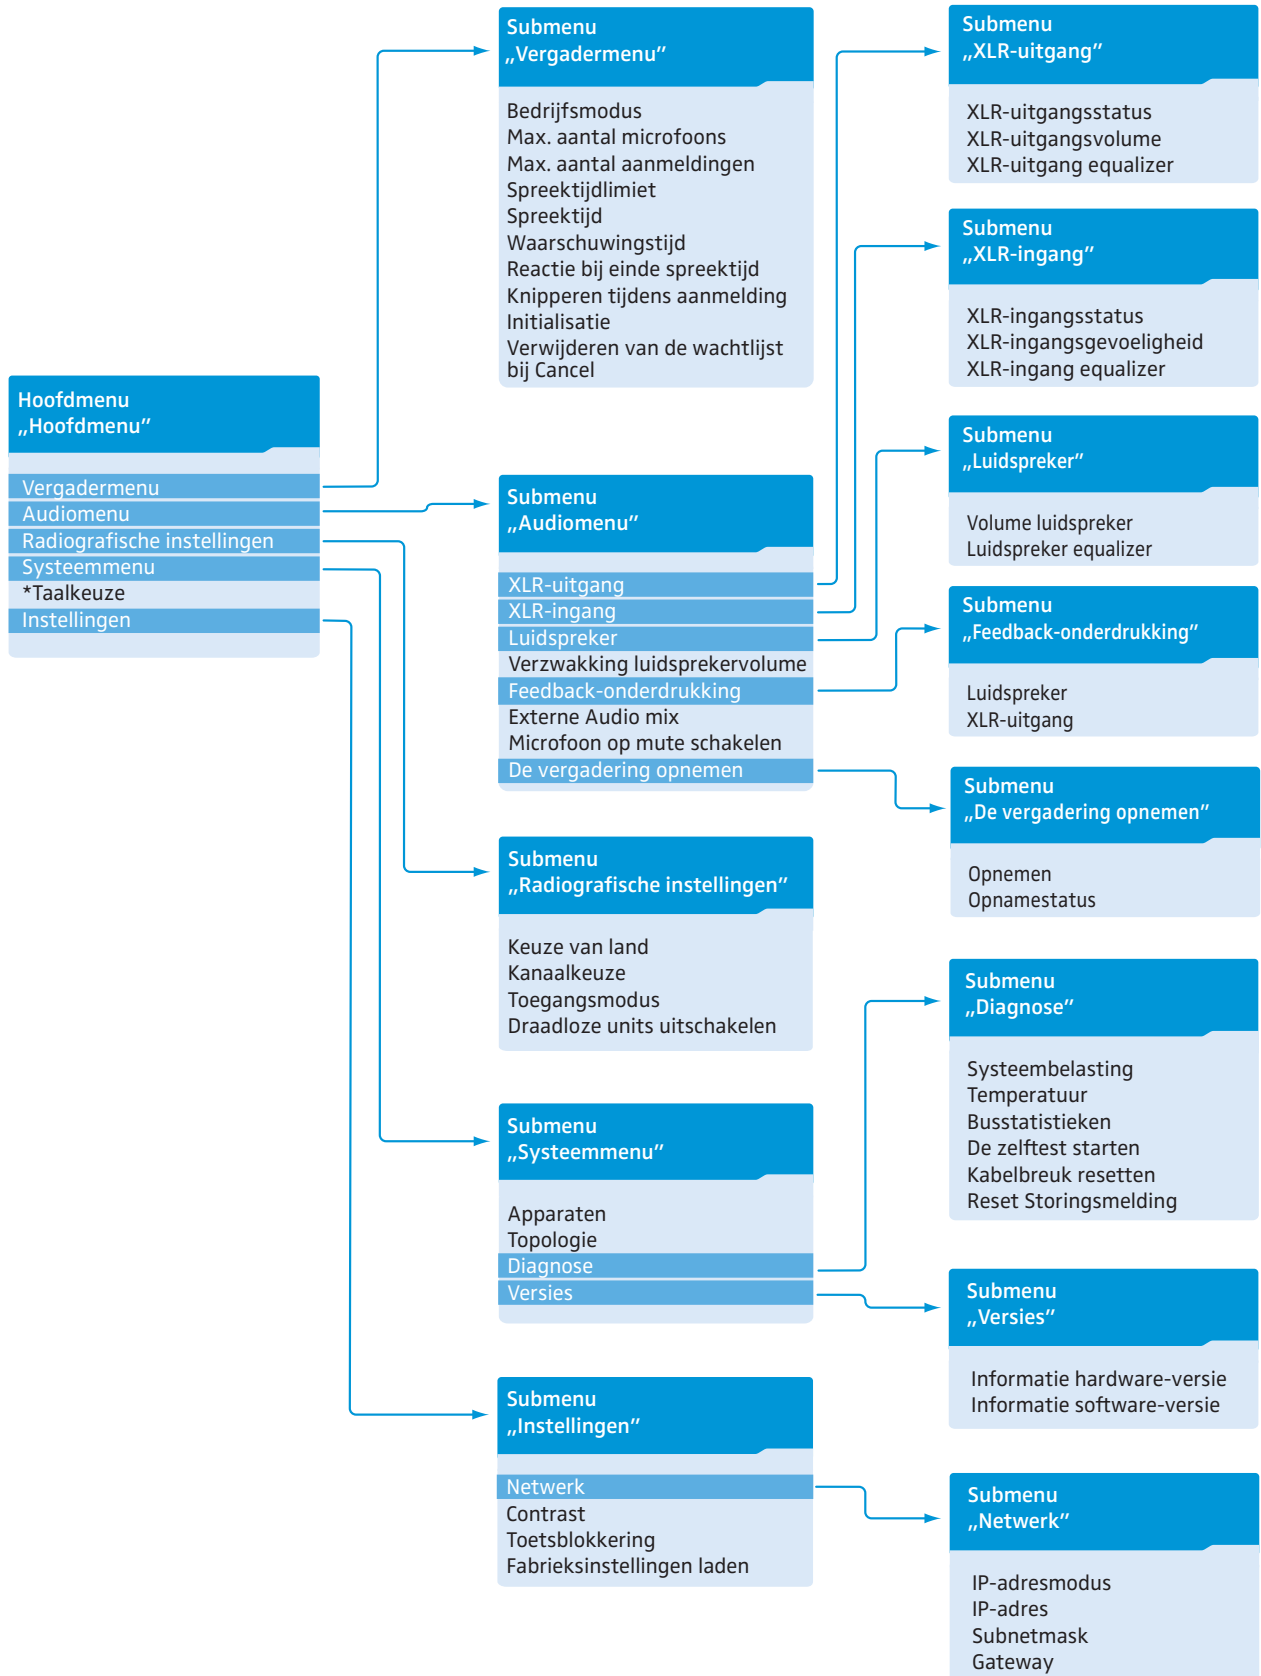 Hoofdmenu
„Hoofdmenu”
Vergadermenu
Audiomenu
Radiografische instellingen
Systeemmenu
*Taalkeuze
Instellingen
Submenu
„Vergadermenu”
Bedrijfsmodus
Max. aantal microfoons
Max. aantal aanmeldingen
Spreektijdlimiet
Spreektijd
Waarschuwingstijd
Reactie bij einde spreektijd
Knipperen tijdens aanmelding
Initialisatie
Verwijderen van de wachtlijst
bij Cancel
Submenu
„Audiomenu”
XLR-uitgang
XLR-ingang
Luidspreker
Verzwakking luidsprekervolume
Feedback-onderdrukking
Externe Audio mix
Microfoon op mute schakelen
De vergadering opnemen
Submenu
„Radiografische instellingen”
Keuze van land
Kanaalkeuze
Toegangsmodus
Draadloze units uitschakelen
Submenu
„Systeemmenu”
Apparaten
Topologie
Diagnose
Versies
Submenu
„Instellingen”
Netwerk
Contrast
Toetsblokkering
Fabrieksinstellingen laden
Submenu
„XLR-uitgang”
XLR-uitgangsstatus
XLR-uitgangsvolume
XLR-uitgang equalizer
Submenu
„XLR-ingang”
XLR-ingangsstatus
XLR-ingangsgevoeligheid
XLR-ingang equalizer
Submenu
„Luidspreker”
Volume luidspreker
Luidspreker equalizer
Submenu
„Feedback-onderdrukking”
Luidspreker
XLR-uitgang
Submenu
„De vergadering opnemen”
Opnemen
Opnamestatus
Submenu
„Diagnose”
Systeembelasting
Temperatuur
Busstatistieken
De zelftest starten
Kabelbreuk resetten
Reset Storingsmelding
Submenu
„Versies”
Informatie hardware-versie
Informatie software-versie
Submenu
„Netwerk”
IP-adresmodus
IP-adres
Subnetmask
Gateway